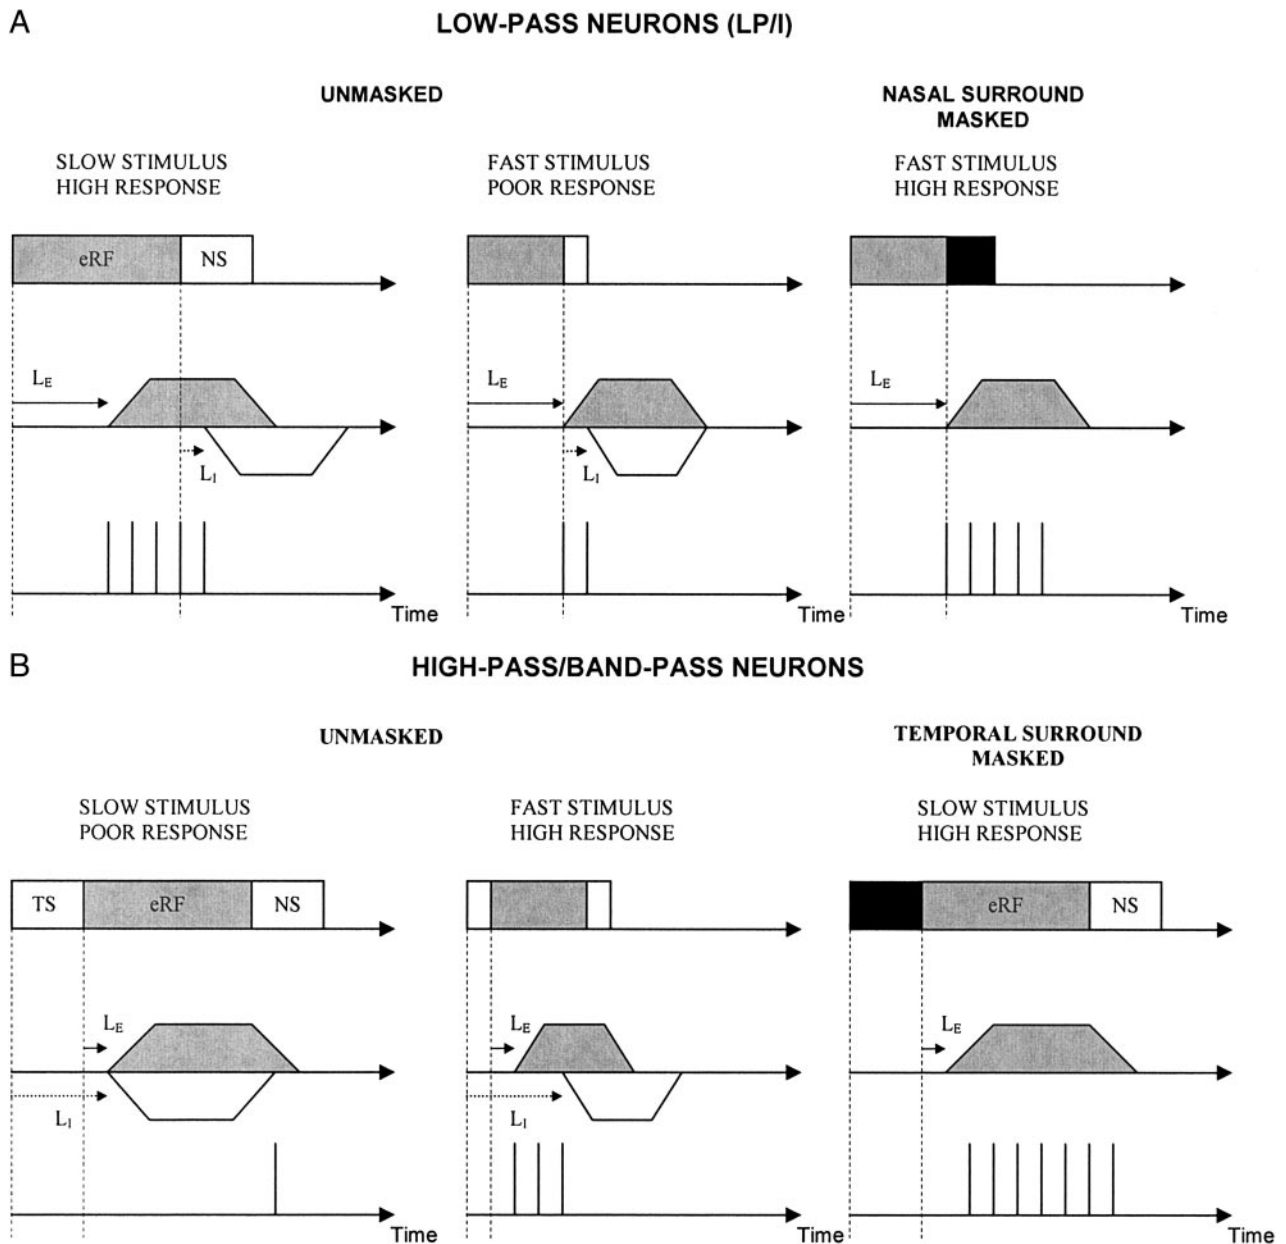 A
LOW-PASS NEURONS (LP/I)
UNMASKED
NASAL SURROUND
MASKED
SLOW STIMULUS
HIGH RESPONSE
FAST STIMULUS
POOR RESPONSE
FAST STIMULUS
HIGH RESPONSE
eRF
NS
LE
LE
LE
LI
LI
Time
Time
Time
B
HIGH-PASS/BAND-PASS NEURONS
UNMASKED
TEMPORAL SURROUND
MASKED
SLOW STIMULUS
POOR RESPONSE
FAST STIMULUS
HIGH RESPONSE
SLOW STIMULUS
HIGH RESPONSE
TS
eRF
NS
eRF
NS
LE
LE
LE
LI
LI
Time
Time
Time